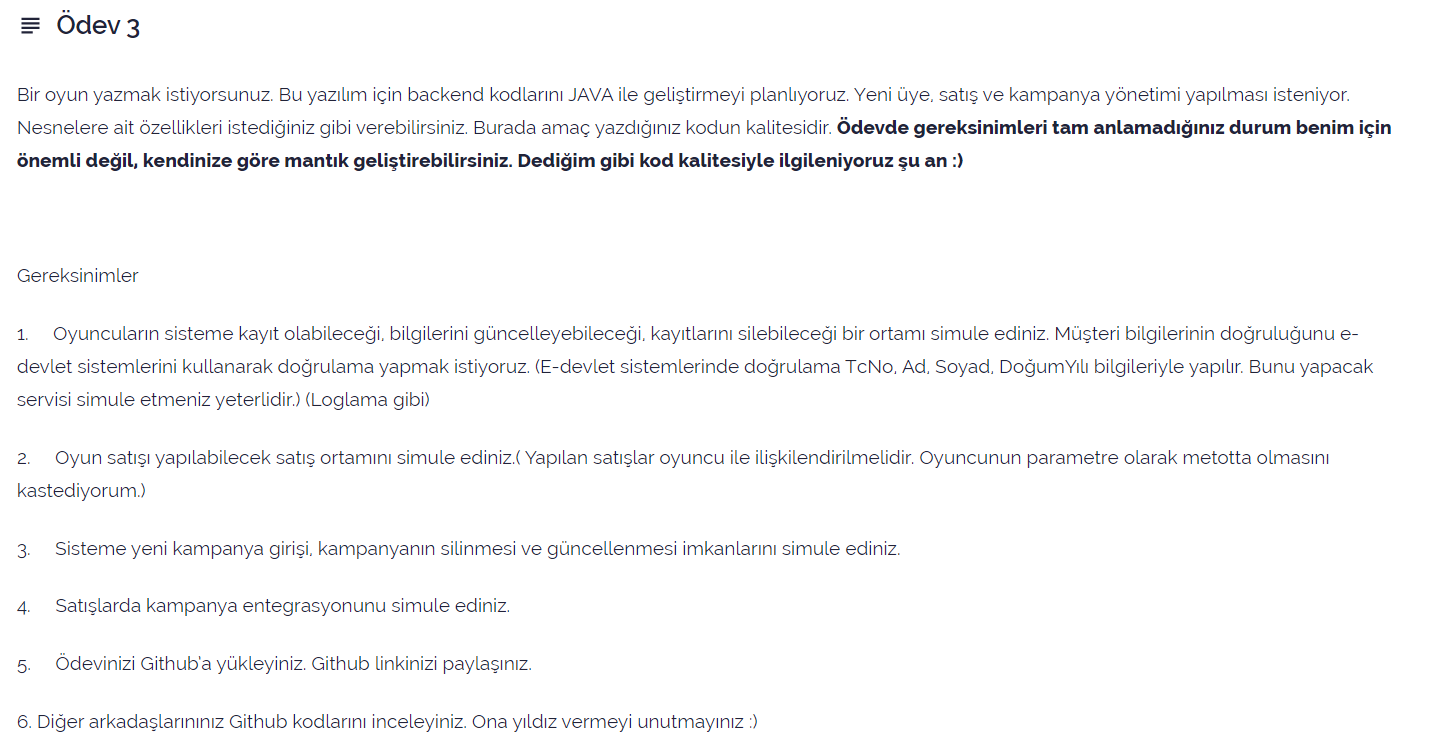 Ödev 3
Bir oyun yazmak istiyorsunuz. Bu yazılım için backend kodlarını JAVA ile geliştirmeyi planlıyoruz. Yeni üye, satış ve kampanya yönetimi yapılması isteniyor.
Nesnelere ait özellikleri istediğiniz gibi verebilirsiniz. Burada amaç yazdığınız kodun kalitesidir. Ödevde gereksinimleri tam anlamadığınız durum benim için
önemli değil, kendinize göre mantık geliştirebilirsiniz. Dediğim gibi kod kalitesiyle ilgileniyoruz şu an :)
Gereksinimler
1. Oyuncuların sisteme kayıt olabileceği, bilgilerini güncelleyebileceği, kayıtlarını silebileceği bir ortamı simule ediniz. Müşteri bilgilerinin doğruluğunu e-
devlet sistemlerini kullanarak doğrulama yapmak istiyoruz. (E-devlet sistemlerinde doğrulama TcNo, Ad, Soyad, DoğumYılı bilgileriyle yapılır. Bunu yapacak
servisi simule etmeniz yeterlidir.) (Loglama gibi)
2. Oyun satışı yapılabilecek satış ortamını simule ediniz.( Yapılan satışlar oyuncu ile ilişkilendirilmelidir. Oyuncunun parametre olarak metotta olmasını
kastediyorum.)
3. Sisteme yeni kampanya girişi, kampanyanın silinmesi ve güncellenmesi imkanlarını simule ediniz.
4. Satışlarda kampanya entegrasyonunu simule ediniz.
5. Ödevinizi Github'a yükleyiniz. Github linkinizi paylaşınız.
6. Diğer arkadaşlarınınız Github kodlarını inceleyiniz. Ona yıldız vermeyi unutmayınız :)